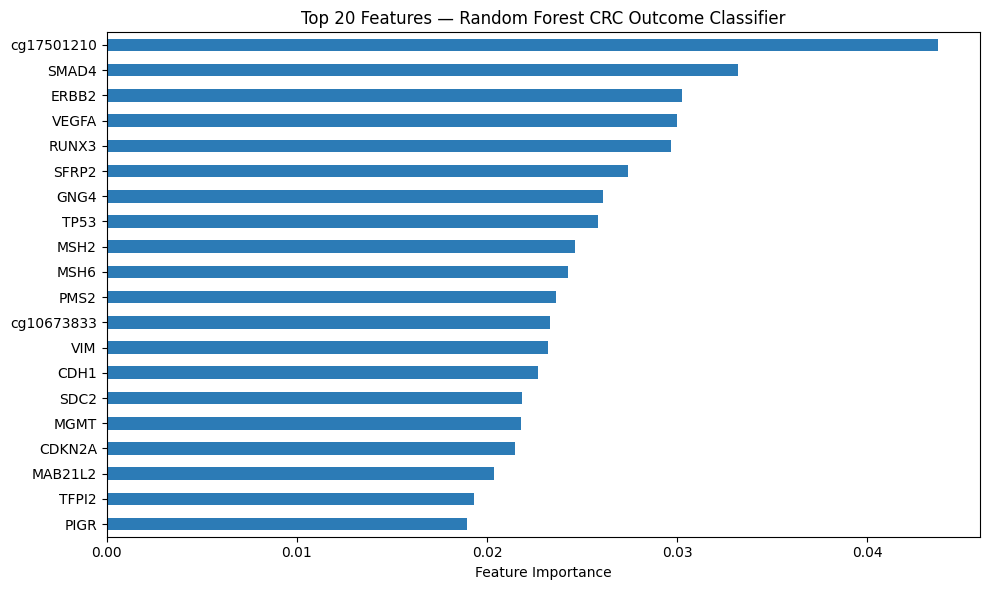 Top 20 Features — Random Forest CRC Outcome Classifier
cg17501210
SMAD4
ERBB2
VEGFA
RUNX3
SFRP2
GNG4
TP53
MSH2
MSH6
PMS2
cg10673833
VIM
CDH1
SDC2
MGMT
CDKN2A
MAB21L2
TFPI2
PIGR
0.00 0.01 0.02 0.03 0.04
Feature Importance